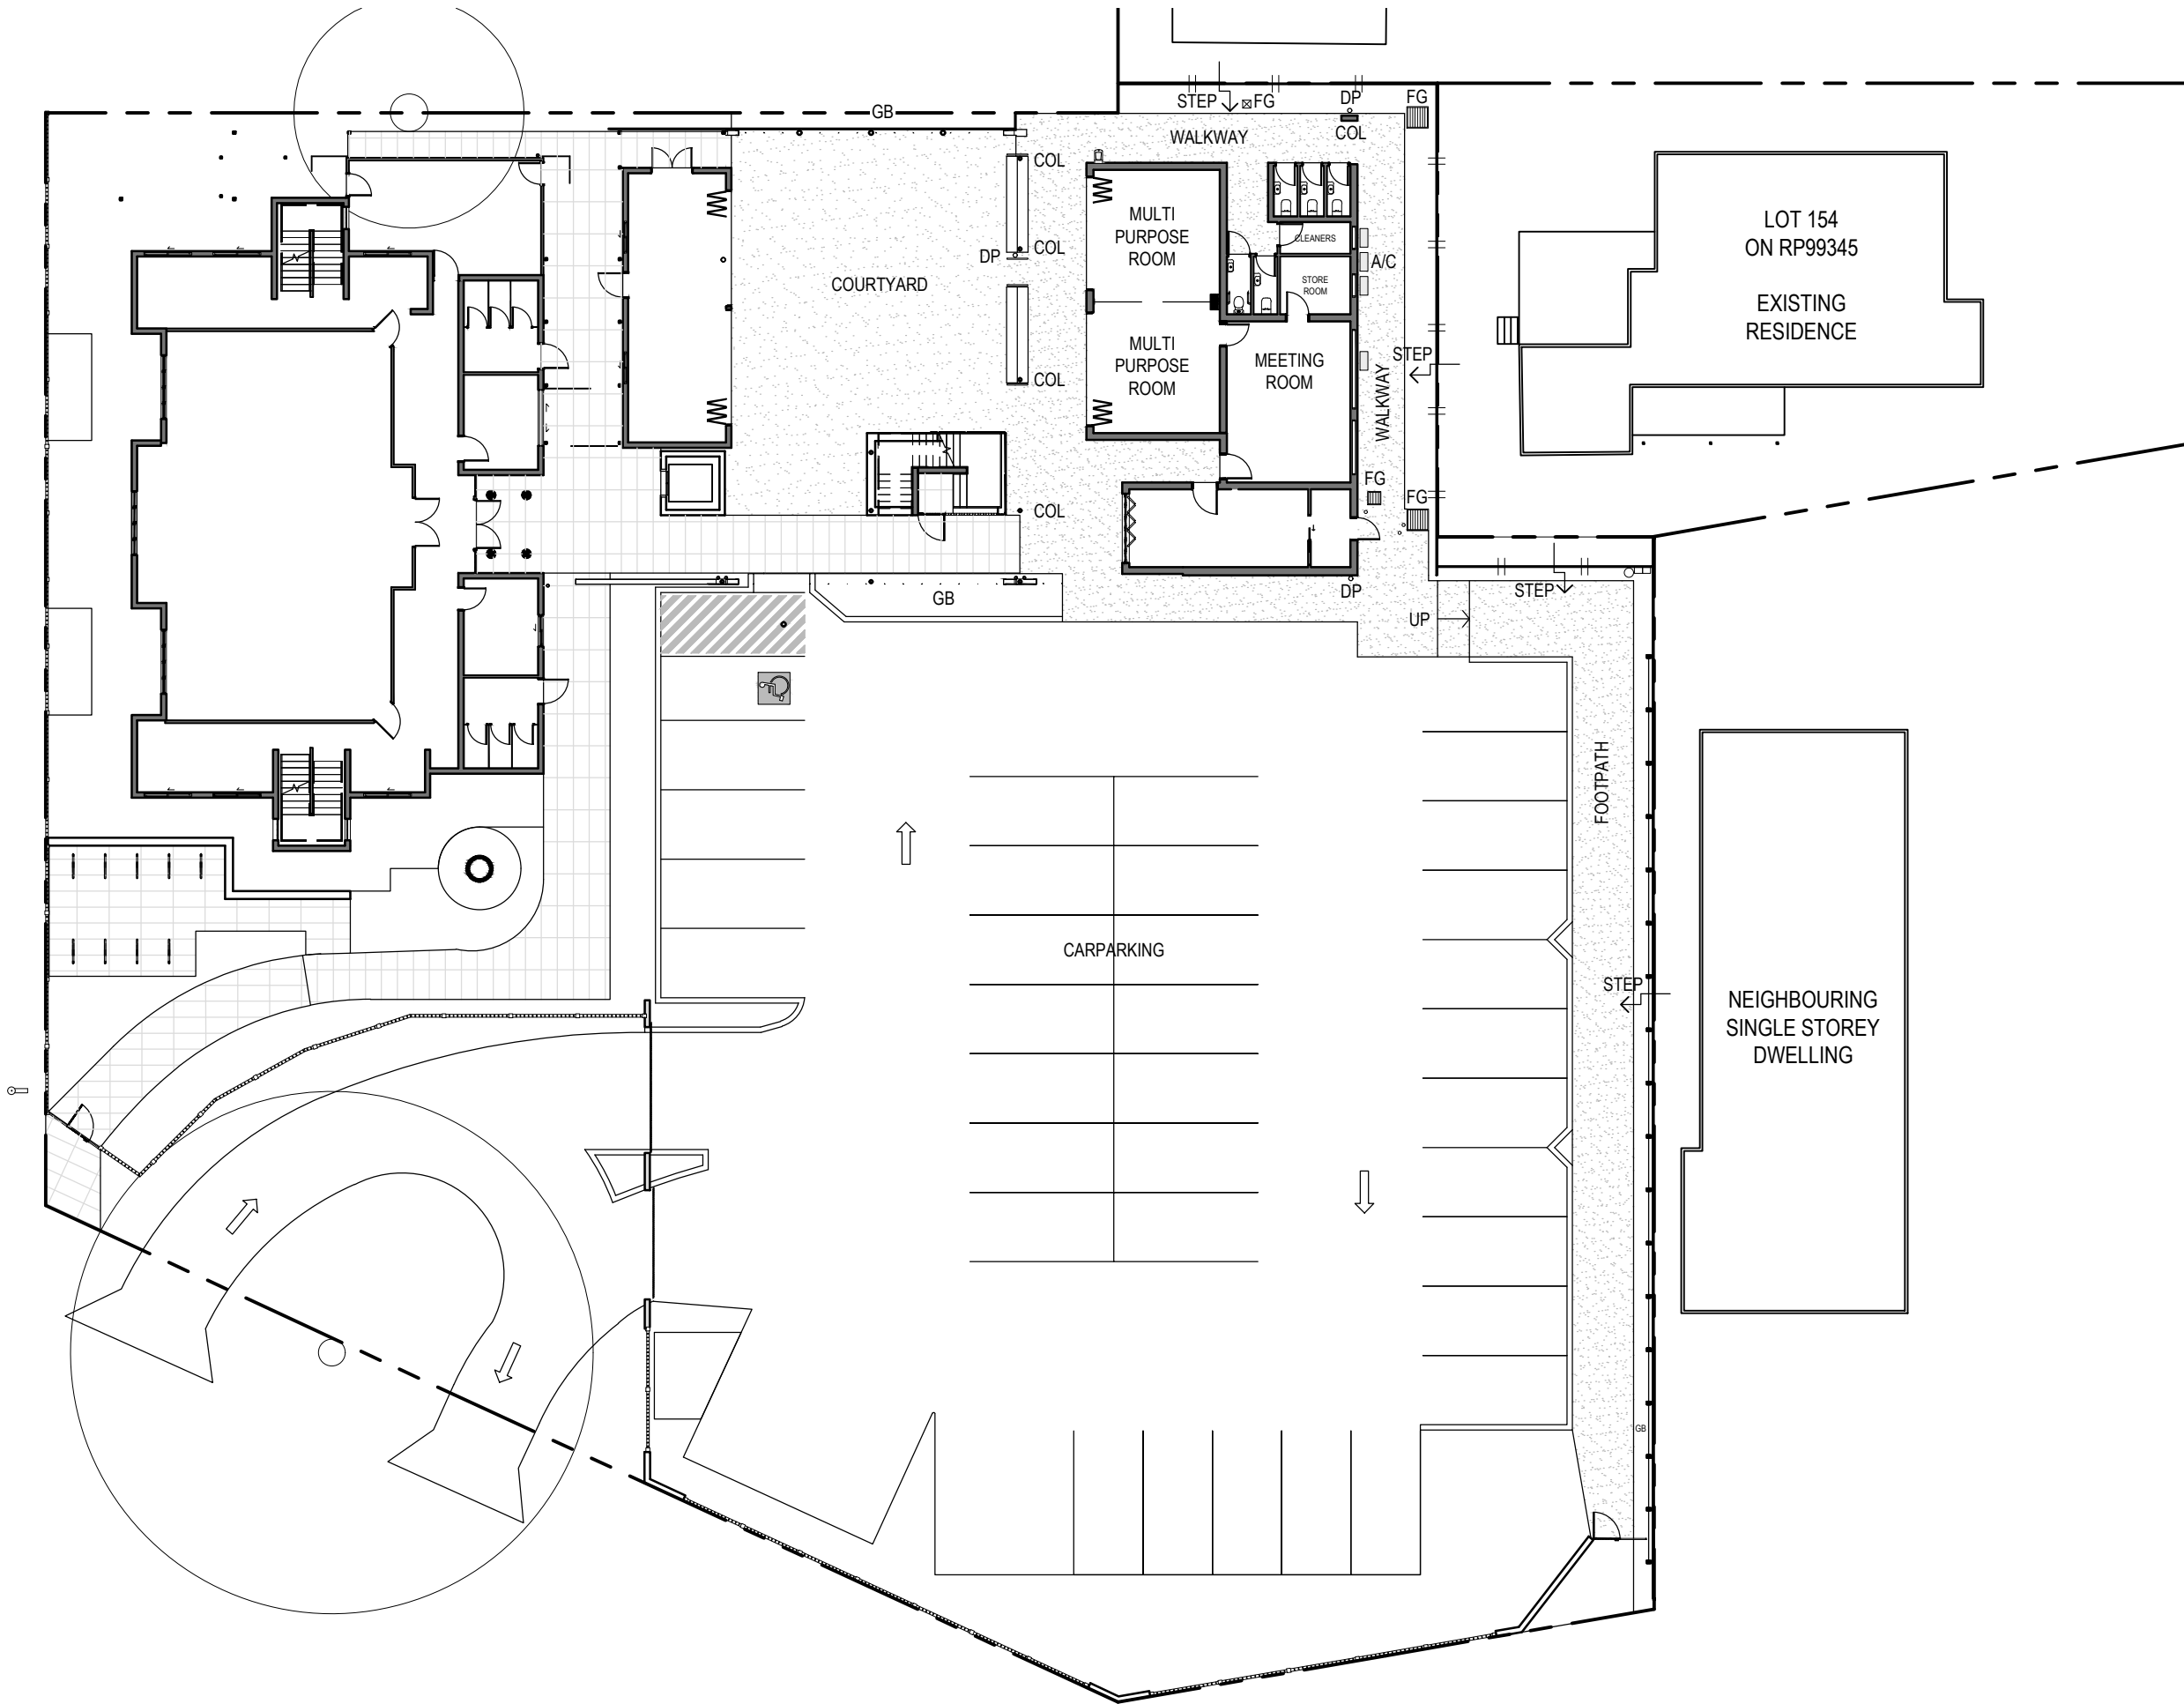 GB
STEP
FG
DP
FG
WALKWAY
COL
COL
MULTI
PURPOSE
ROOM
CLEANERS
LOT 154
ON RP99345
EXISTING
RESIDENCE
COL
DP
A/C
COURTYARD
STORE
ROOM
MULTI
PURPOSE
ROOM
MEETING
ROOM
STEP
COL
WALKWAY
FG
FG
COL
DP
STEP
GB
UP
FOOTPATH
CARPARKING
STEP
NEIGHBOURING
SINGLE STOREY
DWELLING
GB